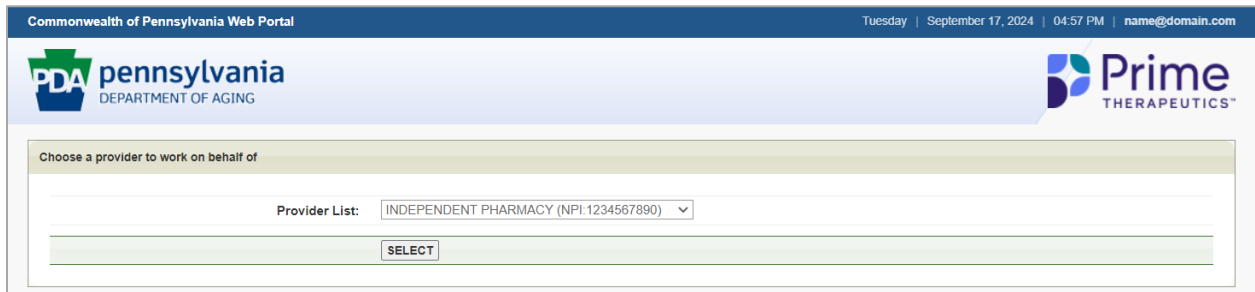 Commonwealth of Pennsylvania Web Portal
Tuesday | September 17, 2024 | 04:57 PM | name@domain.com
PDA pennsylvania
DEPARTMENT OF AGING
Prime
THERAPEUTICS™
Choose a provider to work on behalf of
Provider List: INDEPENDENT PHARMACY (NPI:1234567890)
SELECT